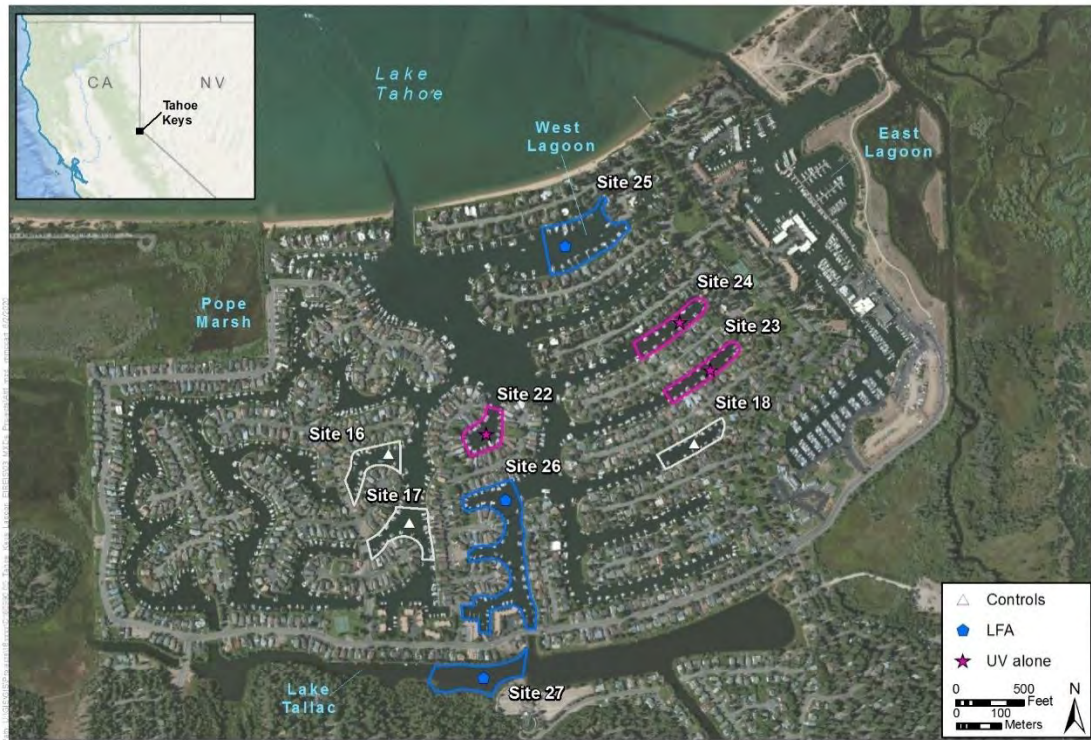 CA
NV
Tahoe
Keys
Lake
Tahoe
West
Lagoon
East
Lagoon
Site 25
Site 24
Site 23
Pope
Marsh
Site 22
Site 18
Site 16
Site 26
Site 17
Lake
Tallac
Site 27
Controls
LFA
UV alone
N
0 500
Feet
0 100
Meters